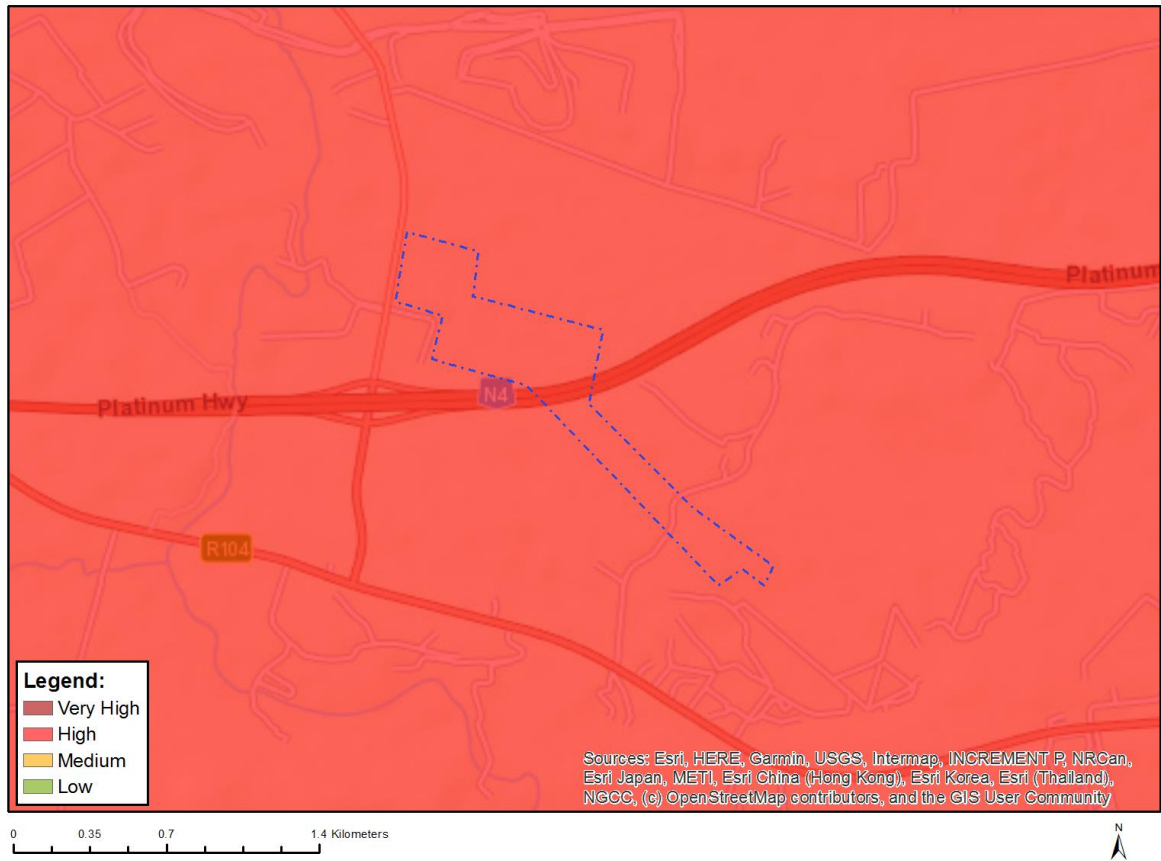 Platinum
Platinum Hwy
N4
R104
Legend:
Very High
High
Medium
Low
Sources: Esri, HERE, Garmin, USGS, Intermap, INCREMENT P, NRCan,
Esri Japan, METI, Esri China (Hong Kong), Esri Korea, Esri (Thailand),
NGCC, (c) OpenStreetMap contributors, and the GIS User Community
0 0.35 0.7 1.4 Kilometers
N